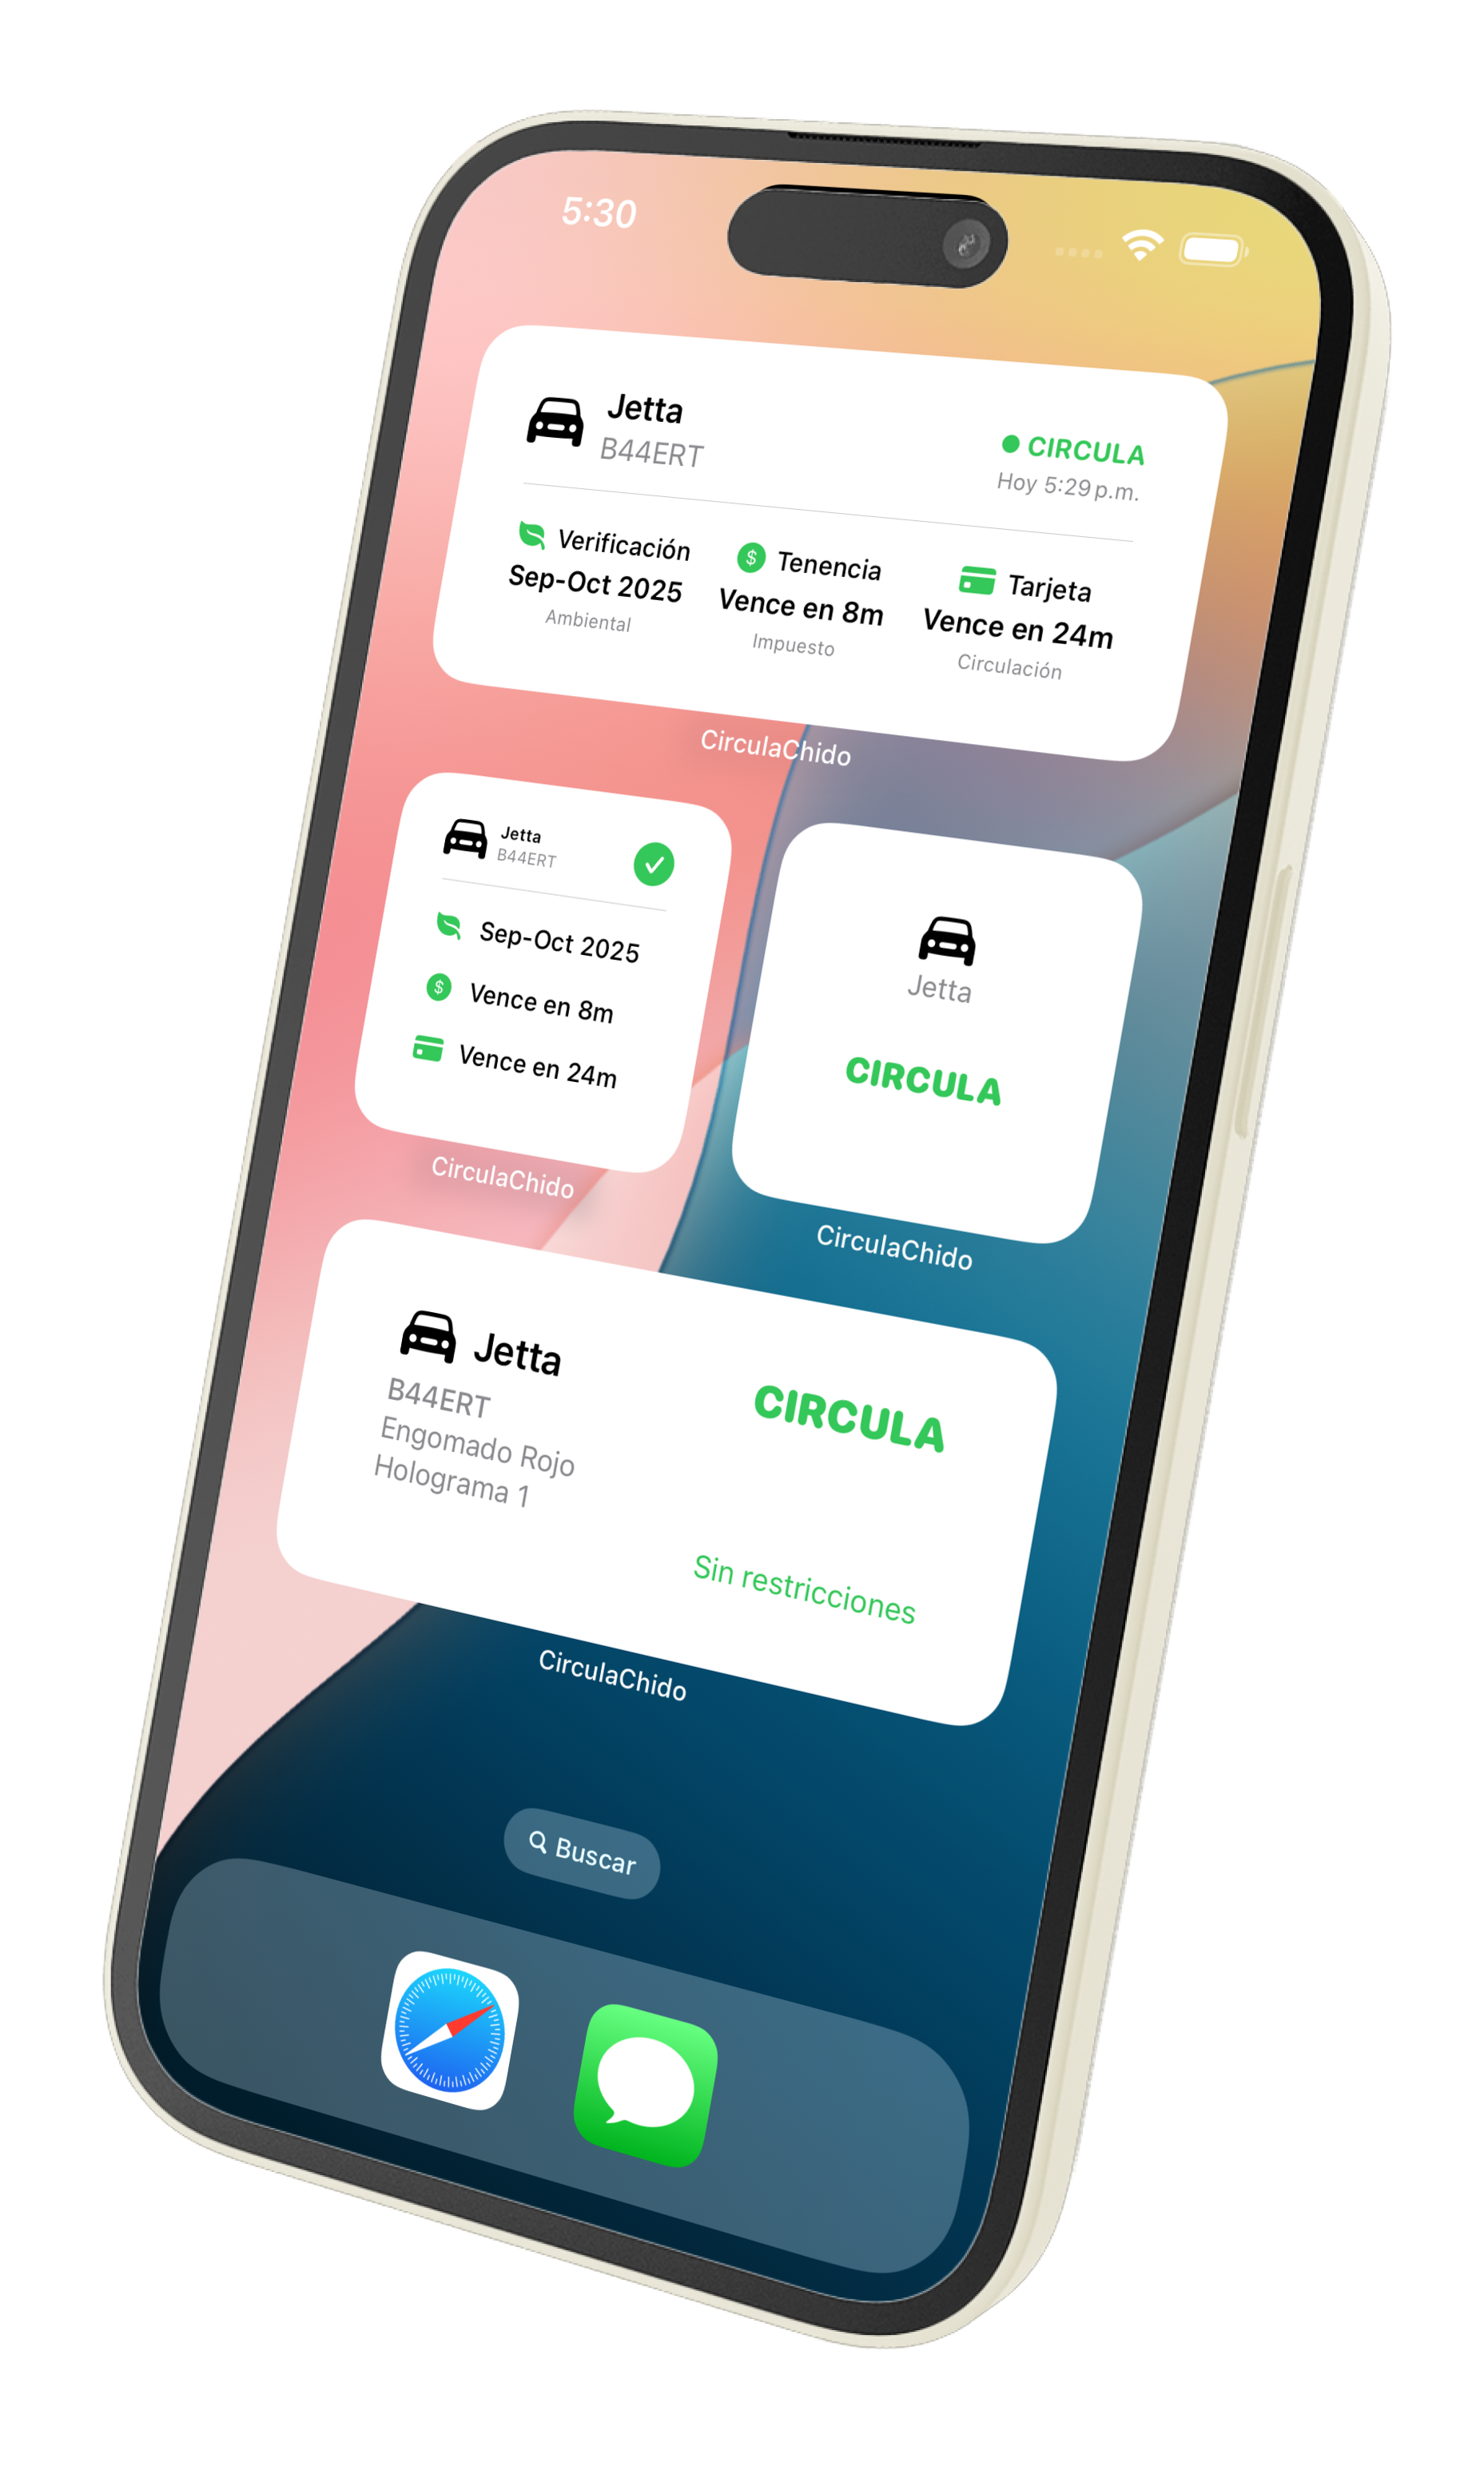 5:30
Jetta
B44ERT
CIRCULA
Hoy 5:29 p.m.
Verificación
Sep-Oct 2025
Ambiental
Tenencia
Vence en 8m
Impuesto
Tarjeta
Vence en 24m
Circulación
CirculaChido
Jetta
B44ERT
Sep-Oct 2025
$ Vence en 8m
Vence en 24m
CirculaChido
Jetta
CIRCULA
CirculaChido
Jetta
B44ERT
Engomado Rojo
Holograma 1
CIRCULA
Sin restricciones
CirculaChido
Buscar